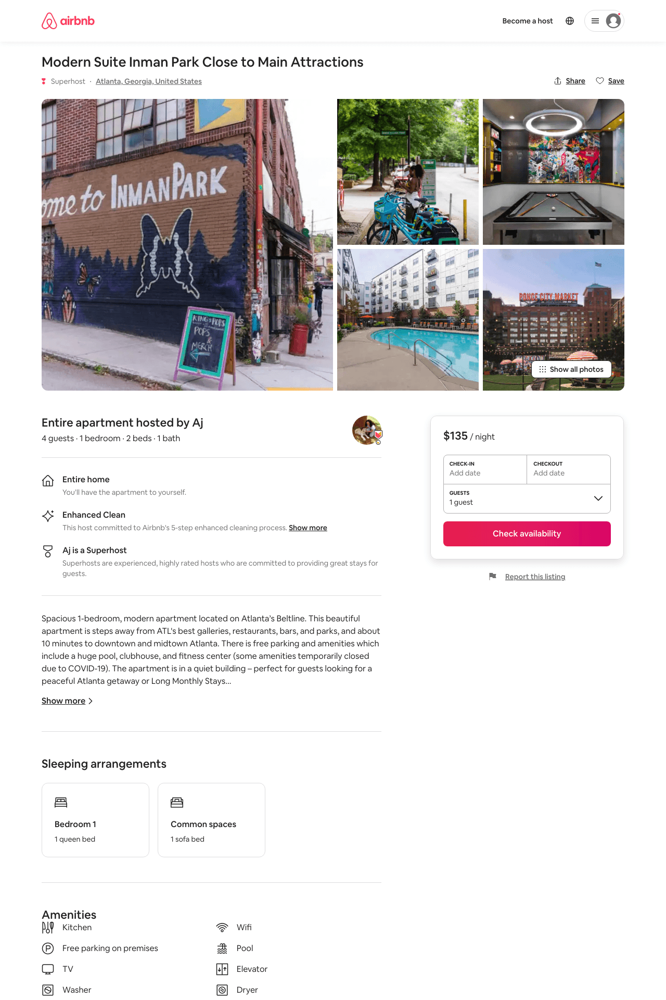 airbnb
Become a host
Modern Suite Inman Park Close to Main Attractions
Superhost · Atlanta, Georgia, United States
Share
Save
ome to INMAN PARK
KING of POPS
POPS
&
MERCH
PONCE CITY MARKET
Show all photos
Entire apartment hosted by Aj
4 guests · 1 bedroom · 2 beds · 1 bath
Entire home
You’ll have the apartment to yourself.
Enhanced Clean
This host committed to Airbnb's 5-step enhanced cleaning process. Show more
Aj is a Superhost
Superhosts are experienced, highly rated hosts who are committed to providing great stays for
guests.
$135 / night
CHECK-IN
Add date
CHECKOUT
Add date
GUESTS
1 guest
Check availability
Report this listing
Spacious 1-bedroom, modern apartment located on Atlanta’s Beltline. This beautiful
apartment is steps away from ATL's best galleries, restaurants, bars, and parks, and about
10 minutes to downtown and midtown Atlanta. There is free parking and amenities which
include a huge pool, clubhouse, and fitness center (some amenities temporarily closed
due to COVID-19). The apartment is in a quiet building – perfect for guests looking for a
peaceful Atlanta getaway or Long Monthly Stays…
Show more
Sleeping arrangements
Bedroom 1
1 queen bed
Common spaces
1 sofa bed
Amenities
Kitchen
Wifi
Free parking on premises
Pool
TV
Elevator
Washer
Dryer